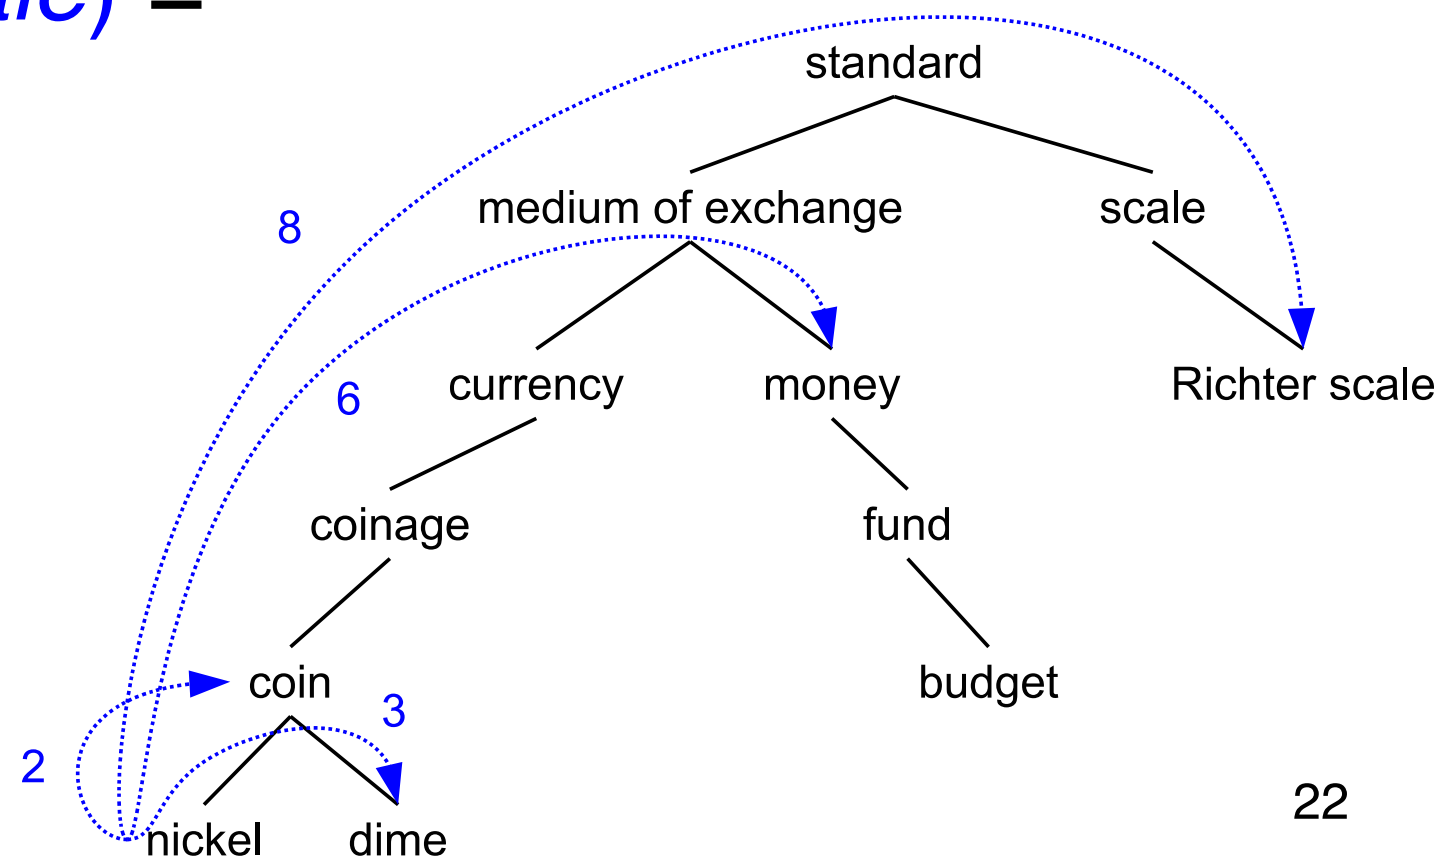 standard
8
medium of exchange scale
6
currency money Richter scale
coinage fund
coin budget
3
2
22
nickel dime